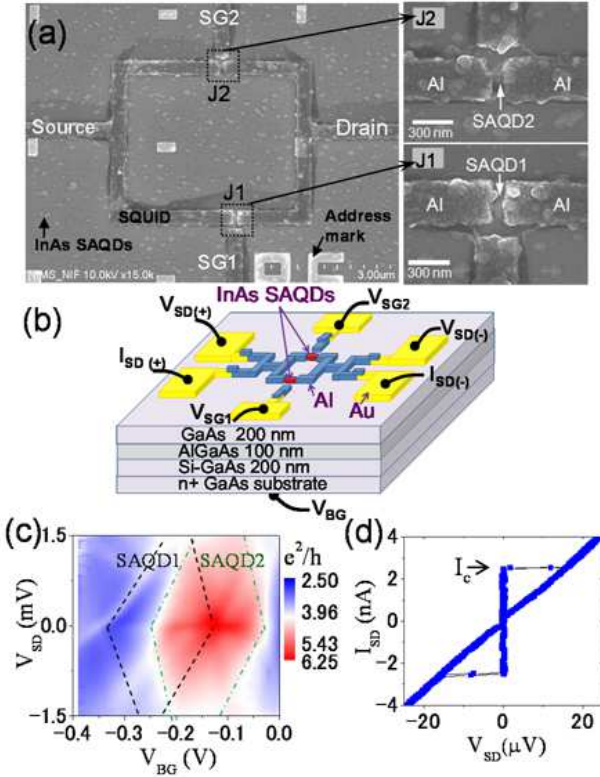 (a)
SG2
J2
Source
Drain
J1
SQUID
InAs SAQDs
SG1
Address
mark
MS_NIF 10.0kV x15.0k
3.00um
J2
Al
Al
SAQD2
300 nm
J1
SAQD1
Al
Al
300 nm
(b)
InAs SAQDs
V_SD(+)
V_SG2
V_SD(-)
I_SD(+)
I_SD(-)
V_SG1
Al
Au
GaAs 200 nm
AlGaAs 100 nm
Si-GaAs 200 nm
n+ GaAs substrate
V_BG
(c)
SAQD1
SAQD2
e²/h
2.50
3.96
5.43
6.25
1.5
0.0
-1.5
V_SD (mV)
-0.4 -0.3 -0.2 -0.1 0.0
V_BG (V)
(d)
I_c
4
2
0
-2
-4
I_SD (nA)
-20 0 20
V_SD(μV)